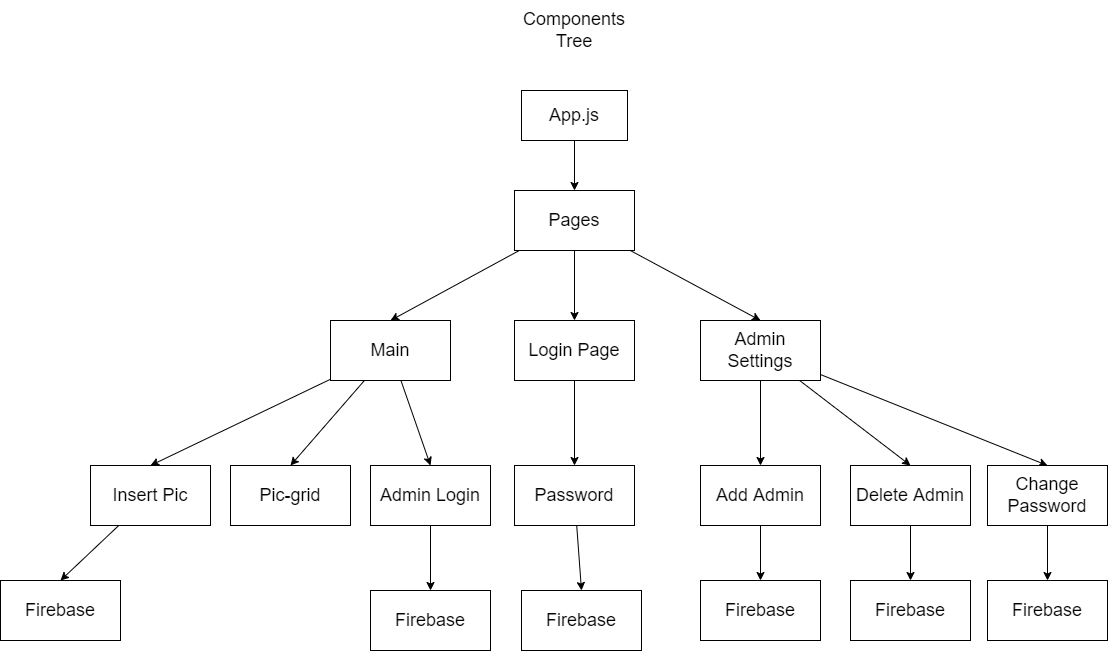 Components
Tree
App.js
Pages
Main
Login Page
Admin
Settings
Insert Pic
Pic-grid
Admin Login
Password
Add Admin
Delete Admin
Change
Password
Firebase
Firebase
Firebase
Firebase
Firebase
Firebase